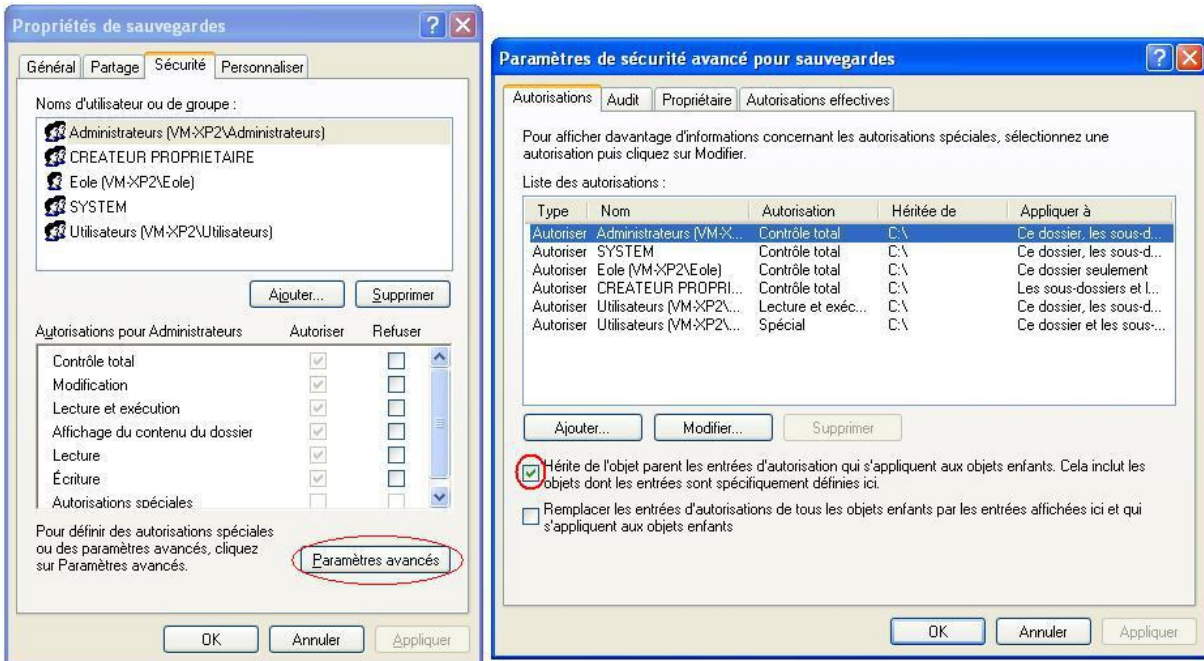 Propriétés de sauvegardes
Général Partage Sécurité Personnaliser
Noms d'utilisateur ou de groupe :
Administrateurs (VM-XP2\Administrateurs)
CREATEUR PROPRIETAIRE
Eole (VM-XP2\Eole)
SYSTEM
Utilisateurs (VM-XP2\Utilisateurs)
Ajouter... Supprimer
Autorisations pour Administrateurs Autoriser Refuser
Contrôle total
Modification
Lecture et exécution
Affichage du contenu du dossier
Lecture
Écriture
Autorisations spéciales
Pour définir des autorisations spéciales
ou des paramètres avancés, cliquez
sur Paramètres avancés.
Paramètres avancés
OK Annuler Appliquer
Paramètres de sécurité avancé pour sauvegardes
Autorisations Audit Propriétaire Autorisations effectives
Pour afficher davantage d'informations concernant les autorisations spéciales, sélectionnez une
autorisation puis cliquez sur Modifier.
Liste des autorisations :
Type Nom Autorisation Héritée de Appliquer à
Autoriser Administrateurs (VM-X... Contrôle total C:\ Ce dossier, les sous-d...
Autoriser SYSTEM Contrôle total C:\ Ce dossier, les sous-d...
Autoriser Eole (VM-XP2\Eole) Contrôle total C:\ Ce dossier seulement
Autoriser CREATEUR PROPRI... Contrôle total C:\ Les sous-dossiers et l...
Autoriser Utilisateurs (VM-XP2\... Lecture et exéc... C:\ Ce dossier, les sous-d...
Autoriser Utilisateurs (VM-XP2\... Spécial C:\ Ce dossier et les sous-...
Ajouter... Modifier... Supprimer
Hérite de l'objet parent les entrées d'autorisation qui s'appliquent aux objets enfants. Cela inclut les
objets dont les entrées sont spécifiquement définies ici.
Remplacer les entrées d'autorisations de tous les objets enfants par les entrées affichées ici et qui
s'appliquent aux objets enfants
OK Annuler Appliquer